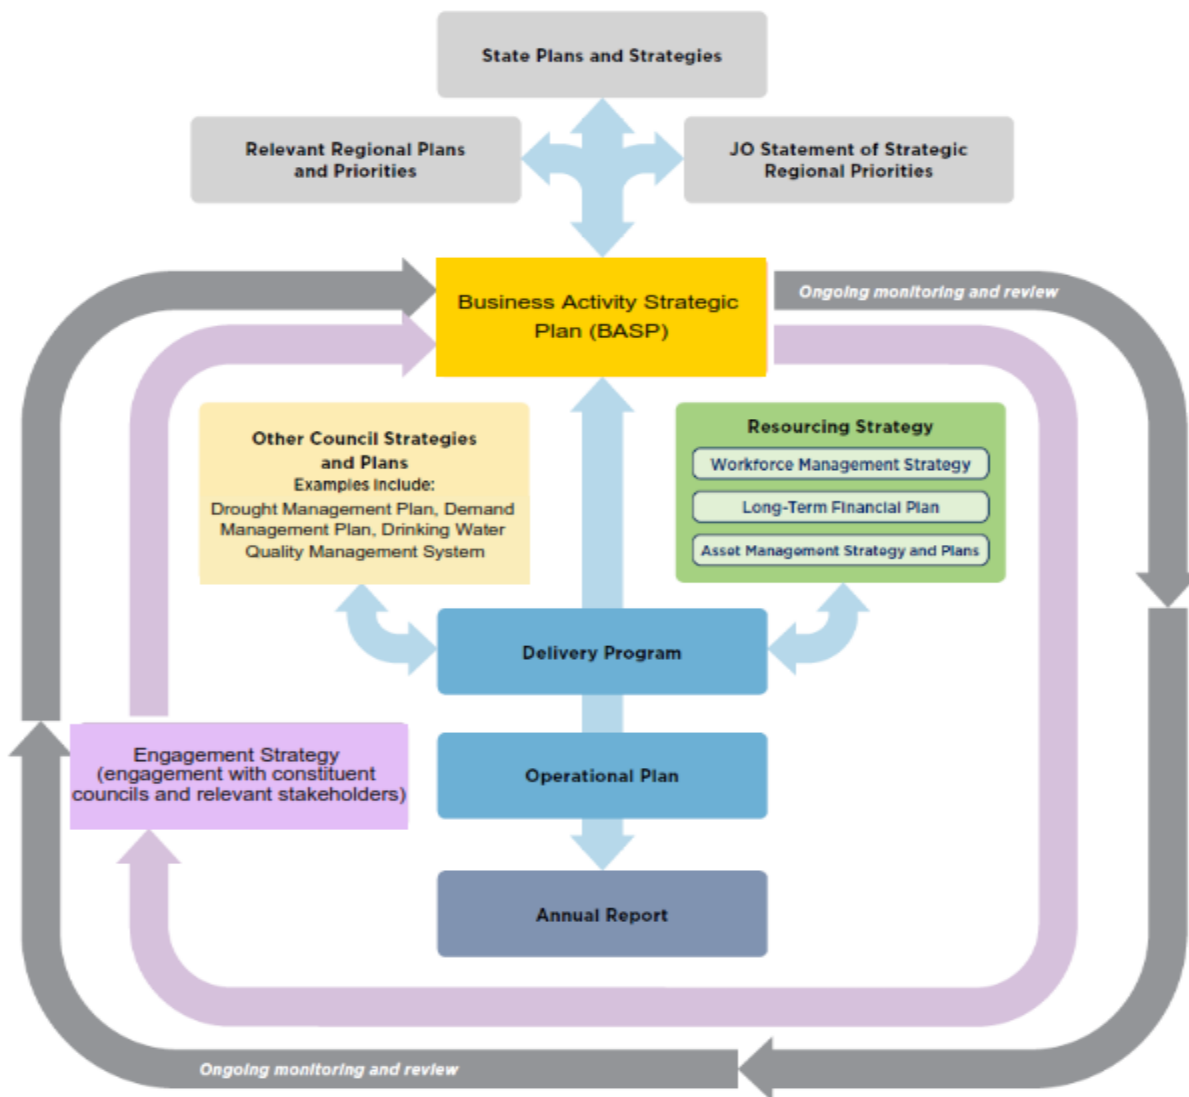 State Plans and Strategies
Relevant Regional Plans
and Priorities
JO Statement of Strategic
Regional Priorities
Business Activity Strategic
Plan (BASP)
Ongoing monitoring and review
Other Council Strategies
and Plans
Examples include:
Drought Management Plan, Demand
Management Plan, Drinking Water
Quality Management System
Resourcing Strategy
Workforce Management Strategy
Long-Term Financial Plan
Asset Management Strategy and Plans
Delivery Program
Engagement Strategy
(engagement with constituent
councils and relevant stakeholders)
Operational Plan
Annual Report
Ongoing monitoring and review